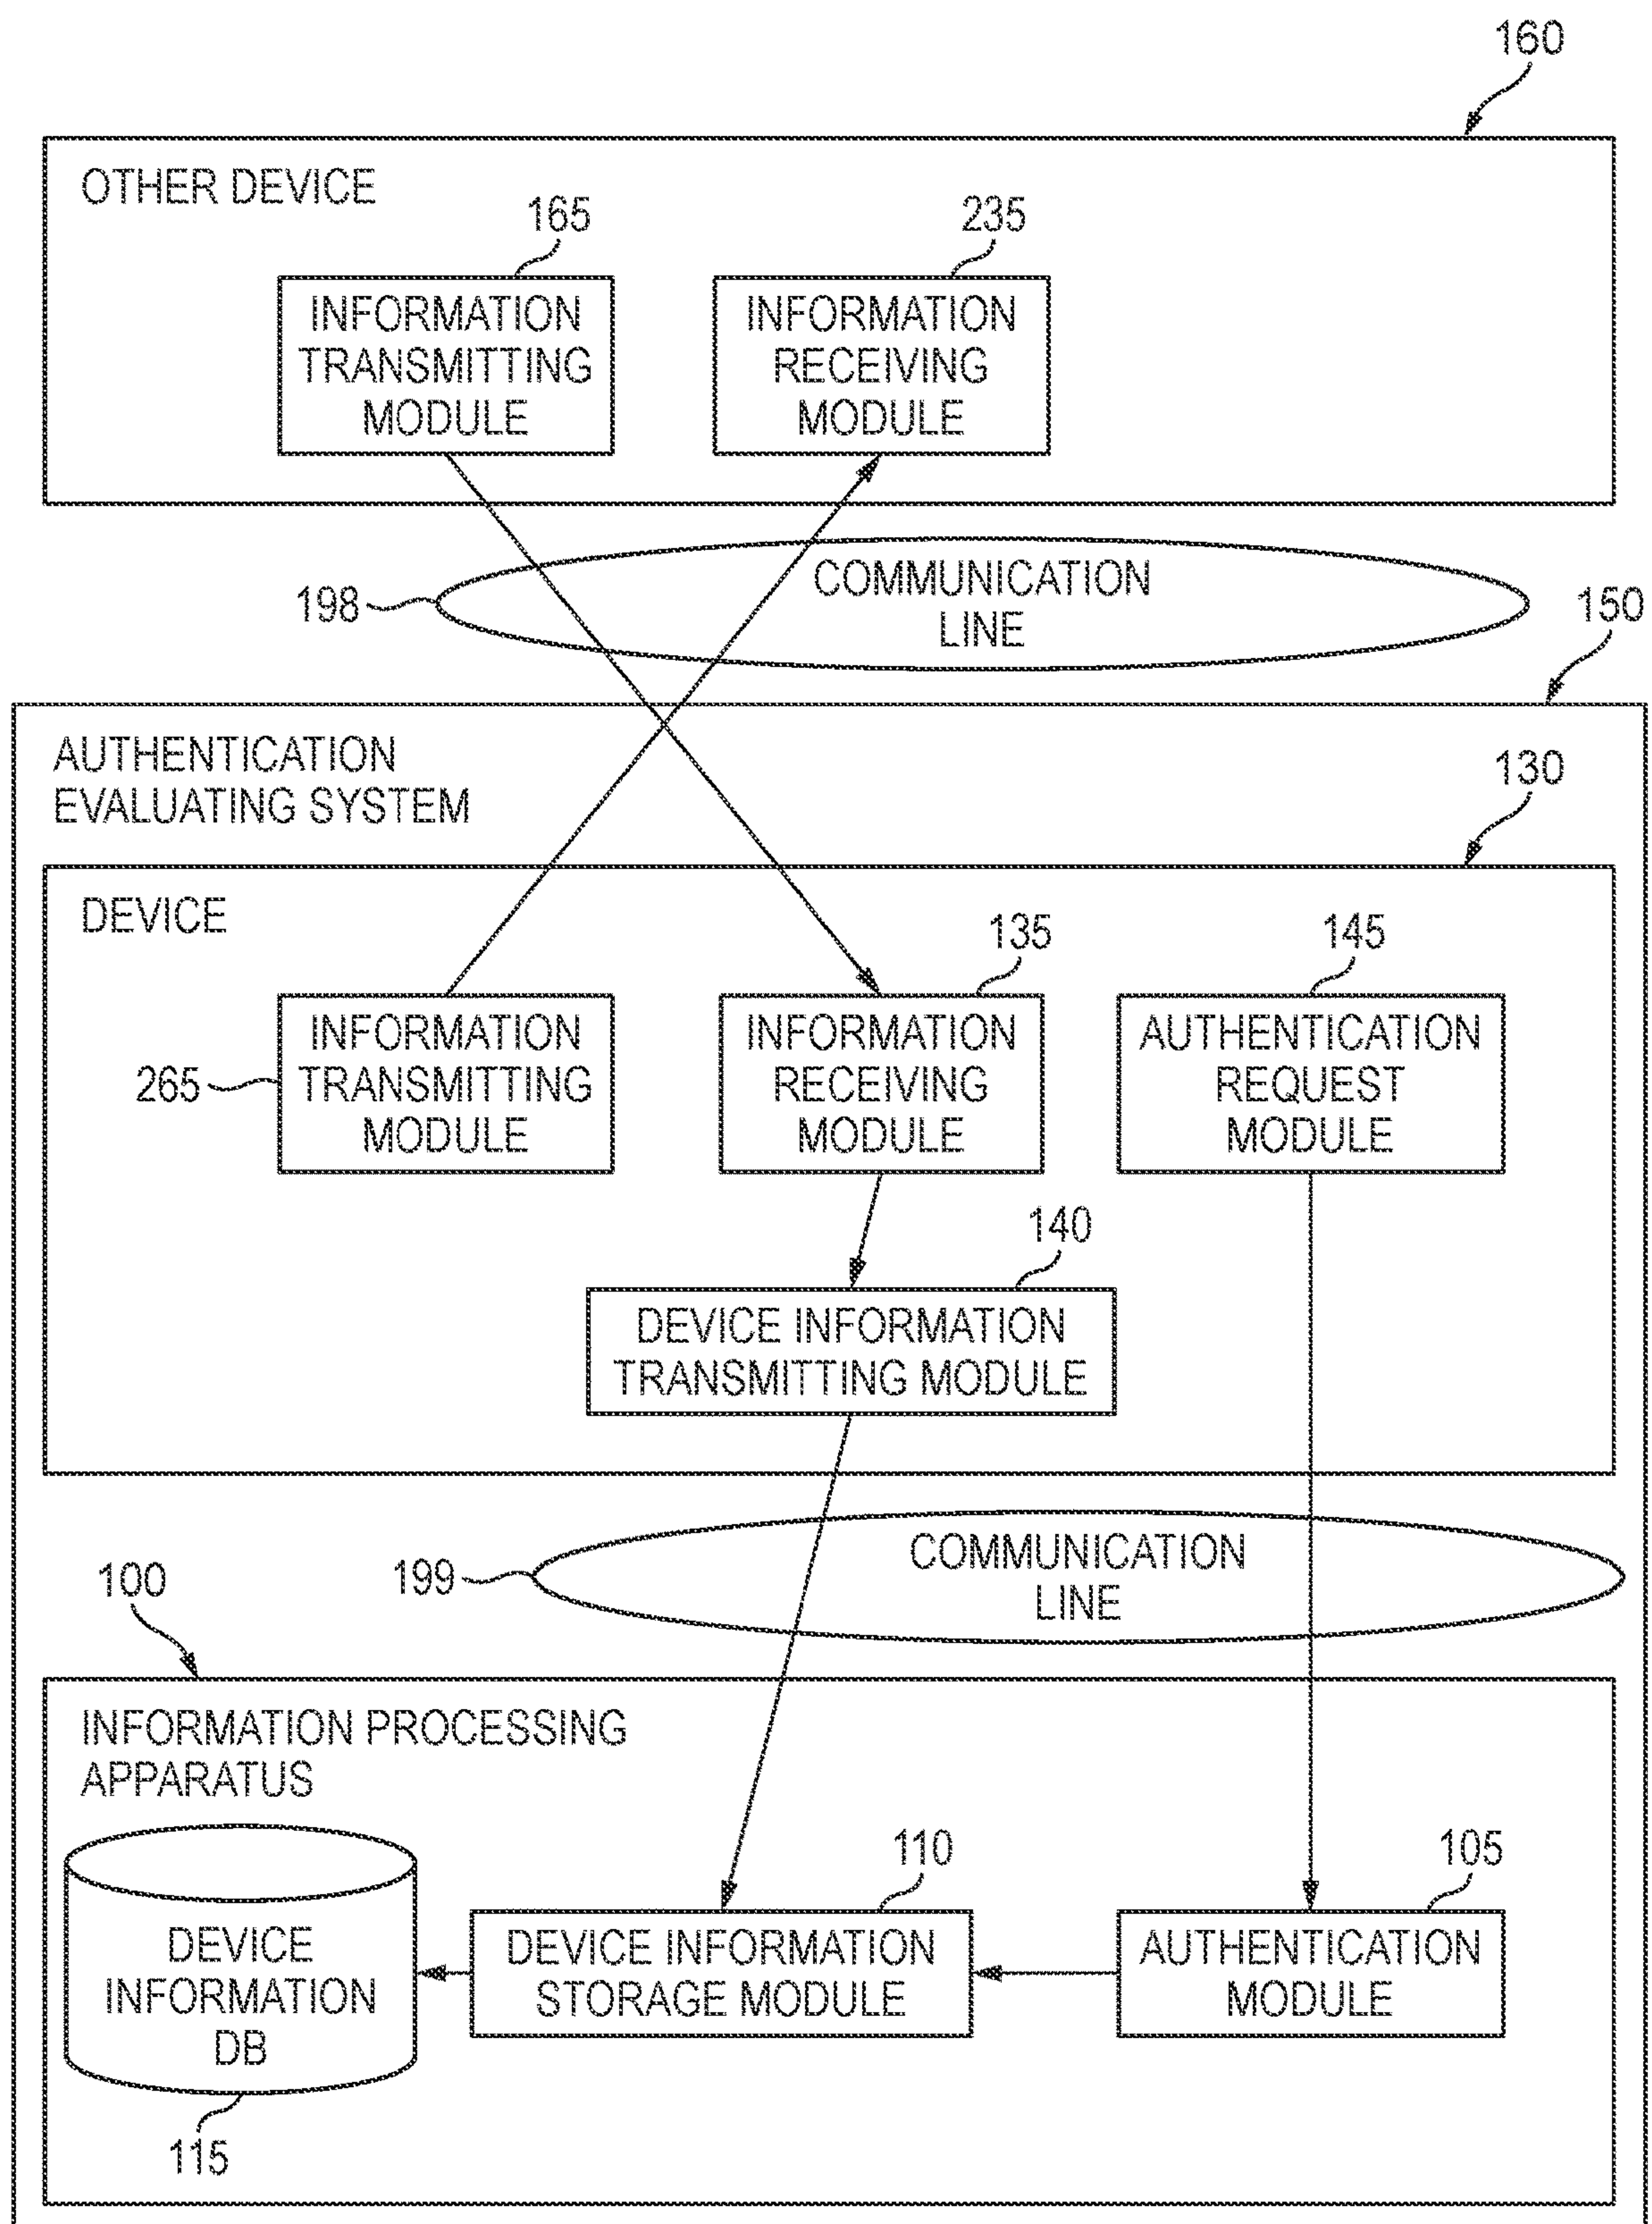 160
OTHER DEVICE
165
235
INFORMATION
TRANSMITTING
MODULE
INFORMATION
RECEIVING
MODULE
198
COMMUNICATION
LINE
150
AUTHENTICATION
EVALUATING SYSTEM
130
DEVICE
135
145
265
INFORMATION
TRANSMITTING
MODULE
INFORMATION
RECEIVING
MODULE
AUTHENTICATION
REQUEST
MODULE
140
DEVICE INFORMATION
TRANSMITTING MODULE
199
COMMUNICATION
LINE
100
INFORMATION PROCESSING
APPARATUS
110
105
DEVICE
INFORMATION
DB
DEVICE INFORMATION
STORAGE MODULE
AUTHENTICATION
MODULE
115